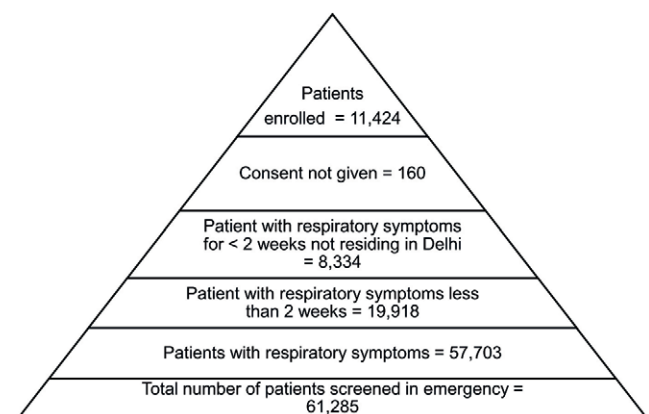 Patients
enrolled = 11,424
Consent not given = 160
Patient with respiratory symptoms
for < 2 weeks not residing in Delhi
= 8,334
Patient with respiratory symptoms less
than 2 weeks = 19,918
Patients with respiratory symptoms = 57,703
Total number of patients screened in emergency =
61,285